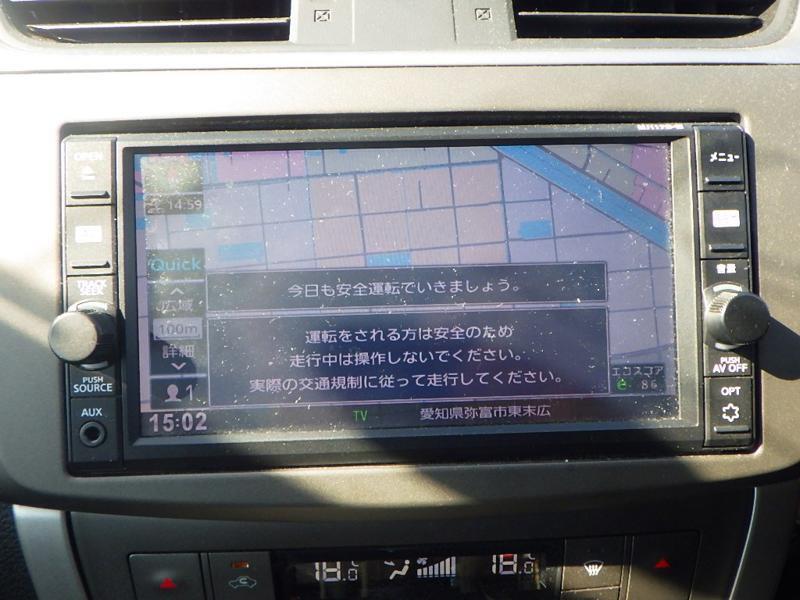 OPEN
メニュー
14:59
TRACK
SEEK
音量
Quick
広域
100m
詳細
1
今日も安全運転でいきましょう。
運転をされる方は安全のため
走行中は操作しないでください。
実際の交通規制に従って走行してください。
エコスコア
e 86
PUSH
SOURCE
PUSH
AV OFF
AUX
OPT
15:02
TV
愛知県弥富市東末広
18.0℃
18.0℃